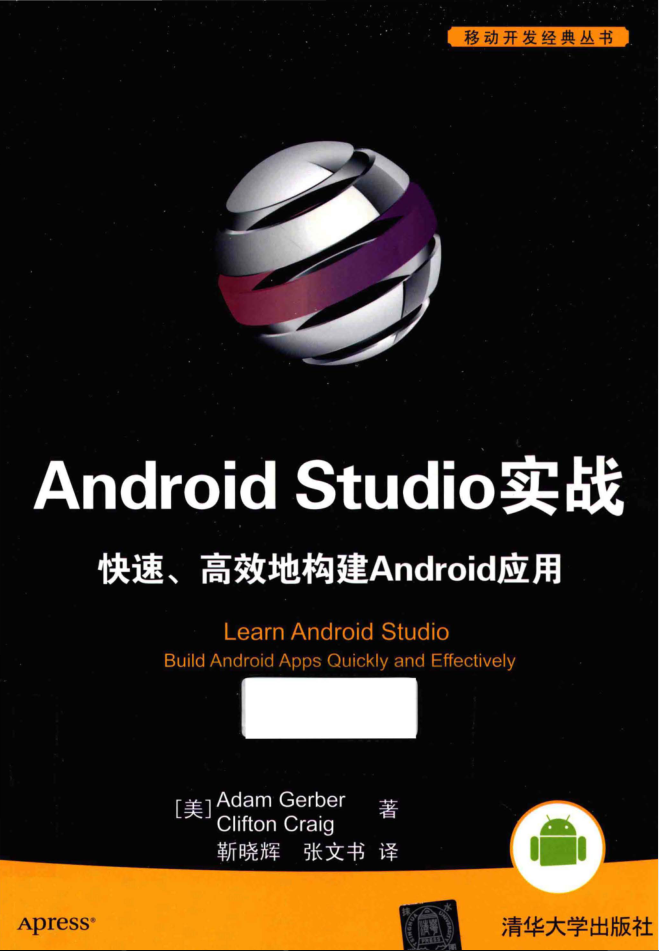 移动开发经典丛书
Android Studio实战
快速、高效地构建Android应用
Learn Android Studio
Build Android Apps Quickly and Effectively
[美] Adam Gerber 著
Clifton Craig
靳晓辉 张文书 译
Apress®
清华大学出版社